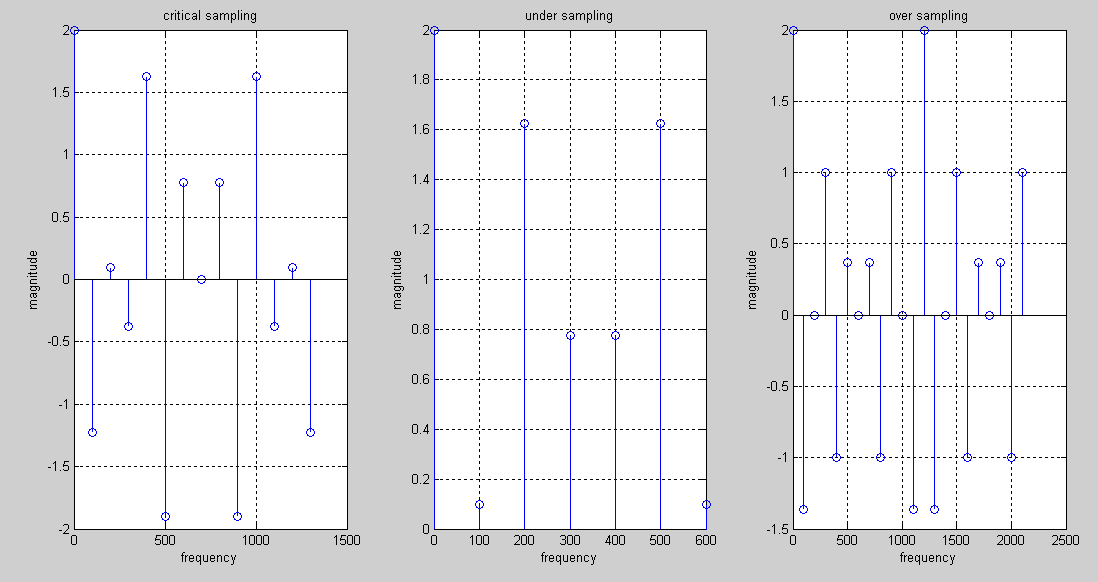 critical sampling
2
1.5
1
0.5
0
-0.5
-1
-1.5
-2
magnitude
0 500 1000 1500
frequency
under sampling
2
1.8
1.6
1.4
1.2
1
0.8
0.6
0.4
0.2
0
magnitude
0 100 200 300 400 500 600
frequency
over sampling
2
1.5
1
0.5
0
-0.5
-1
-1.5
magnitude
0 500 1000 1500 2000 2500
frequency